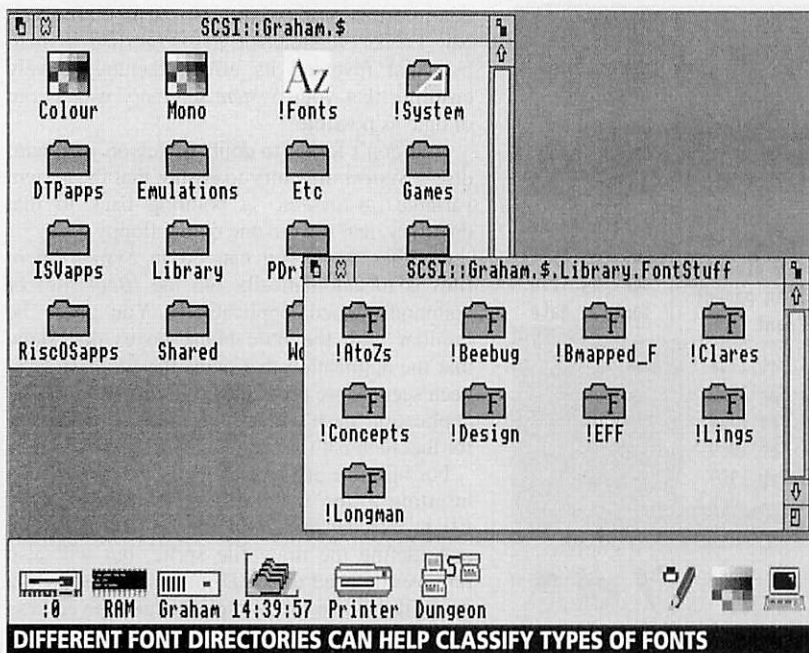 SCSI::Graham.$
Colour Mono !Fonts !System
DTPapps Emulations Etc Games
ISVapps Library PDri
RiscOSapps Shared Wo
SCSI::Graham.$.Library.FontStuff
!AtoZs !Beebug !Bmapped_F !Clares
!Concepts !Design !EFF !Lings
!Longman
:0 RAM Graham 14:39:57 Printer Dungeon
DIFFERENT FONT DIRECTORIES CAN HELP CLASSIFY TYPES OF FONTS